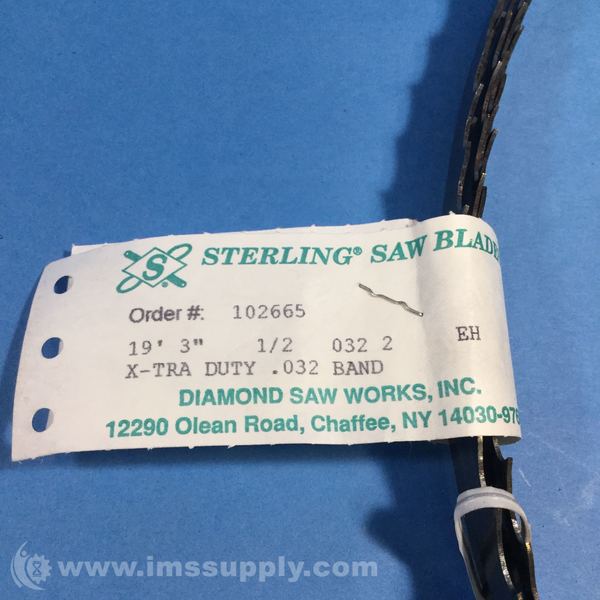 S®
STERLING® SAW BLADE
Order #: 102665
19' 3" 1/2 032 2 EH
X-TRA DUTY .032 BAND
DIAMOND SAW WORKS, INC.
12290 Olean Road, Chaffee, NY 14030-976
www.imssupply.com